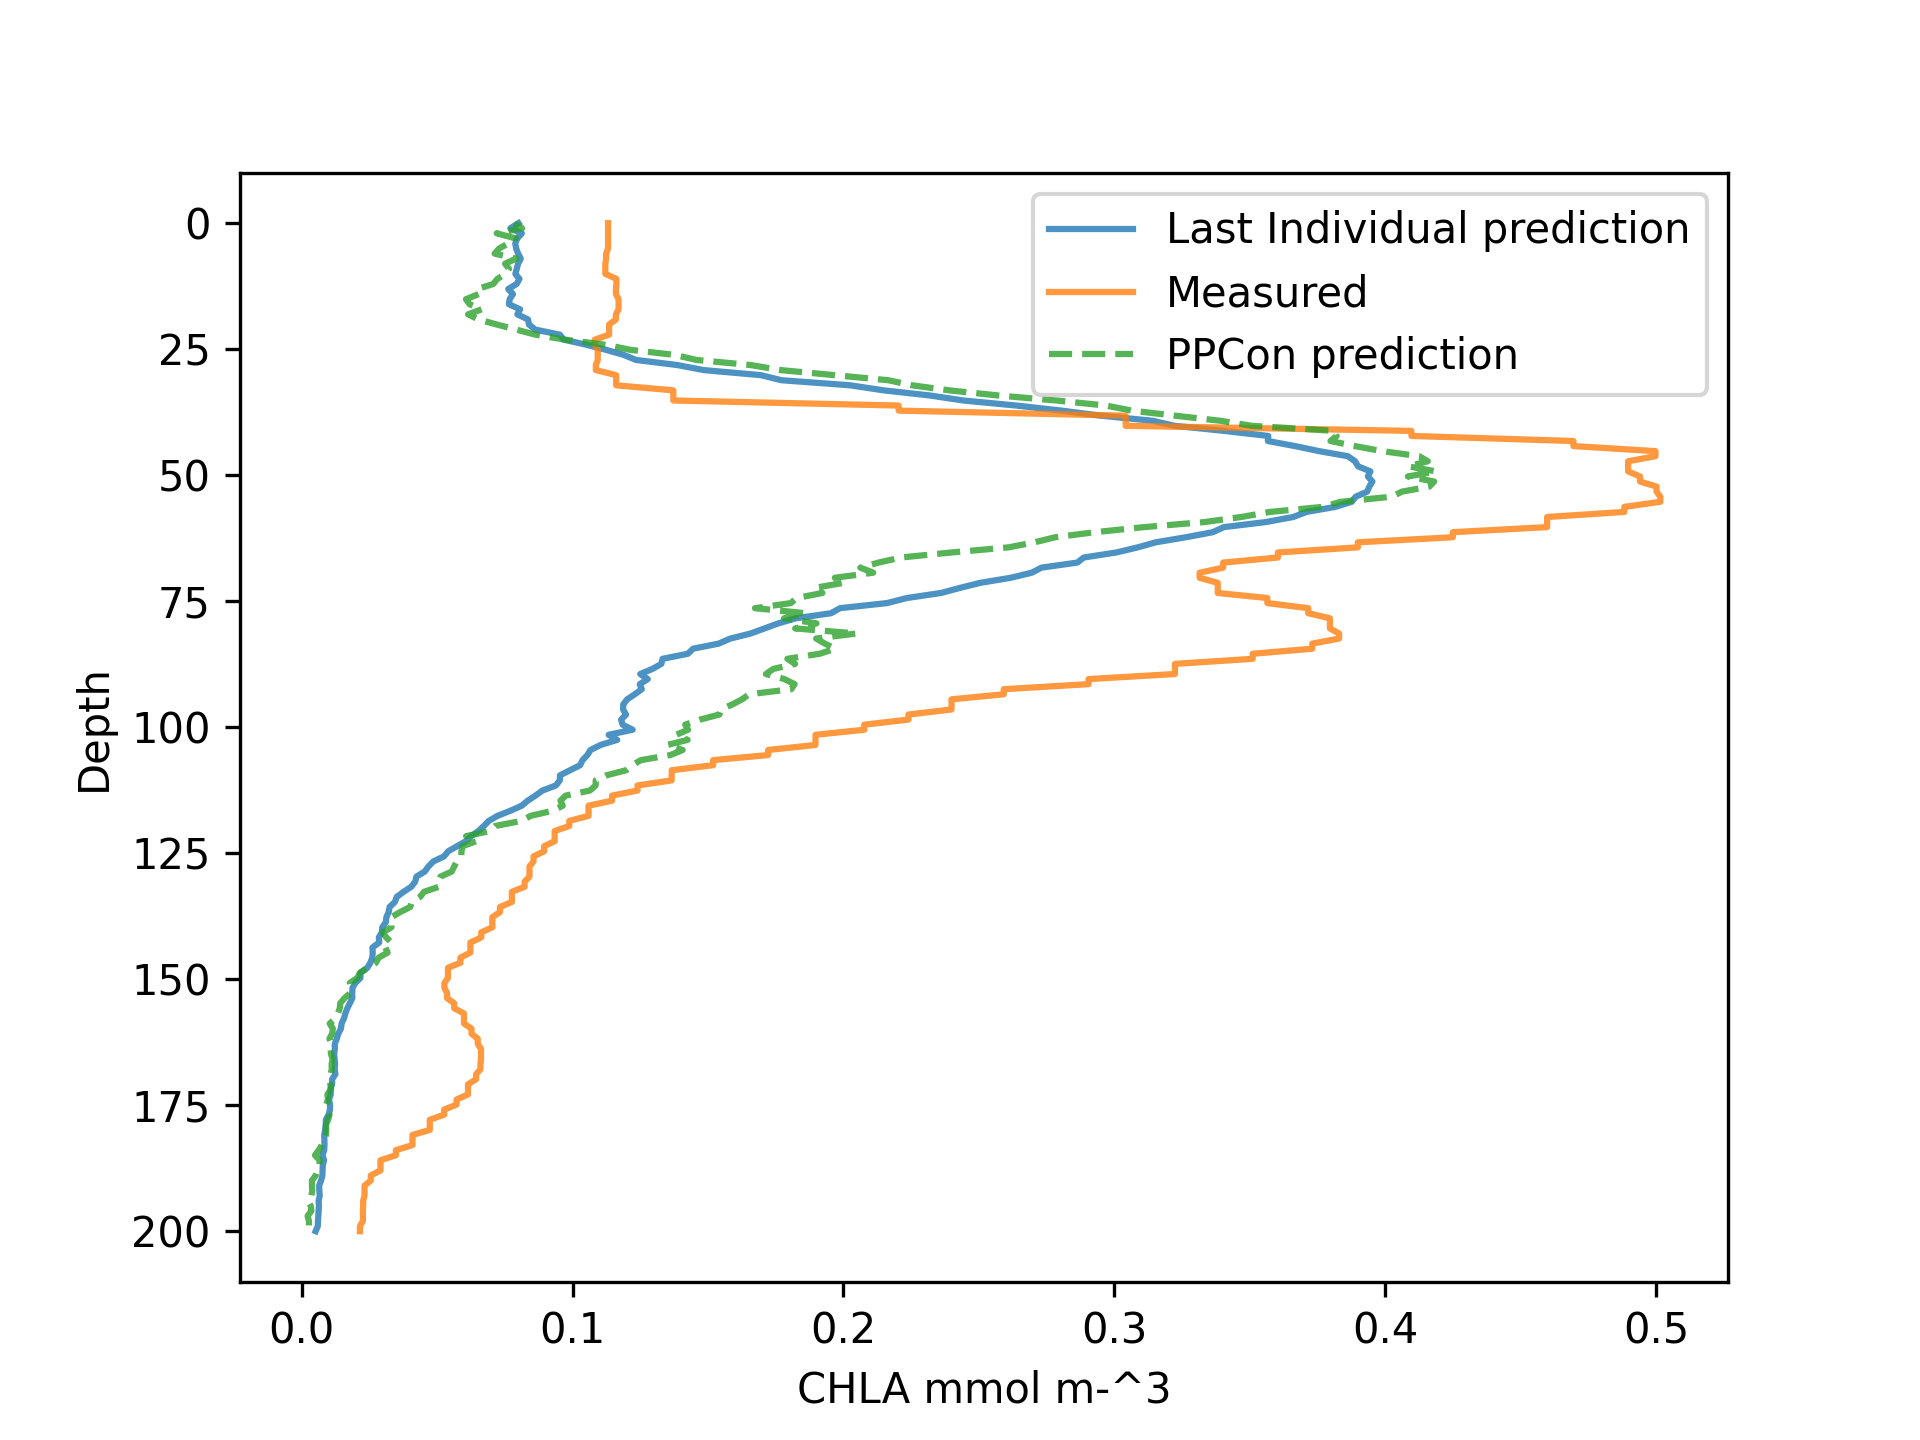 Last Individual prediction
Measured
PPCon prediction
0
25
50
75
100
125
150
175
200
Depth
0.0 0.1 0.2 0.3 0.4 0.5
CHLA mmol m-^3